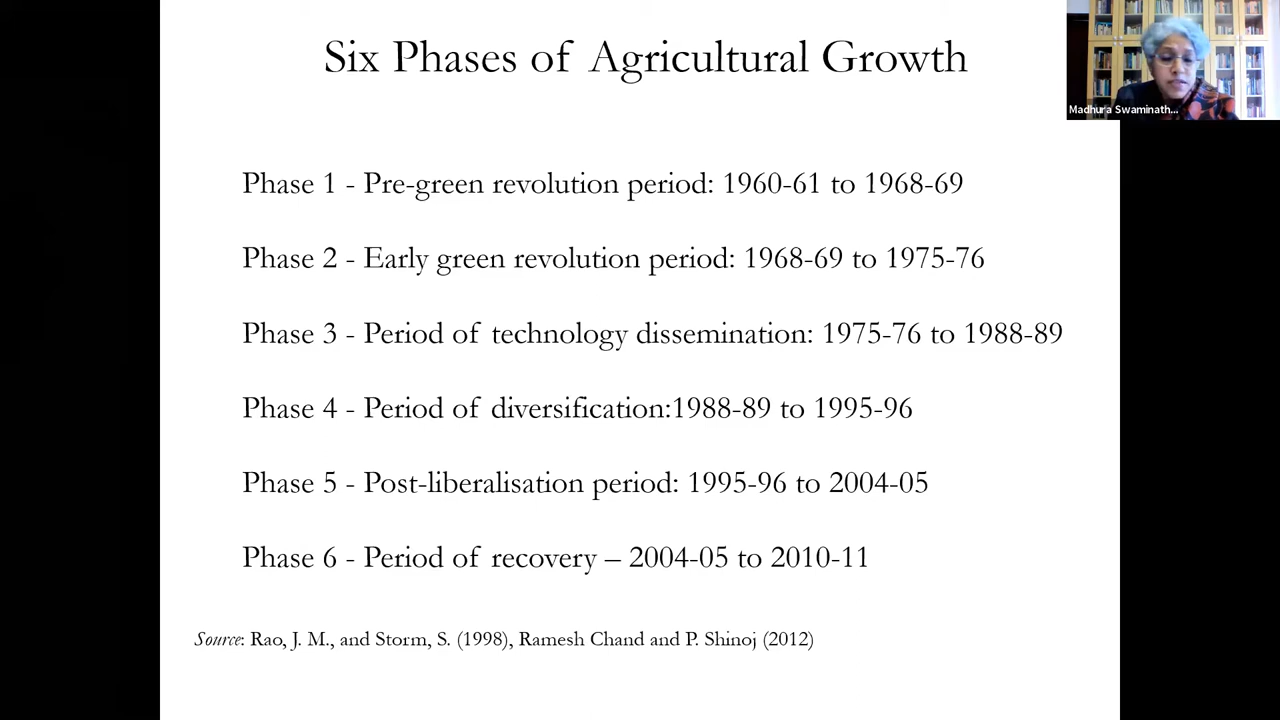 Six Phases of Agricultural Growth
Madhura Swaminath...
Phase 1 - Pre-green revolution period: 1960-61 to 1968-69
Phase 2 - Early green revolution period: 1968-69 to 1975-76
Phase 3 - Period of technology dissemination: 1975-76 to 1988-89
Phase 4 - Period of diversification:1988-89 to 1995-96
Phase 5 - Post-liberalisation period: 1995-96 to 2004-05
Phase 6 - Period of recovery – 2004-05 to 2010-11
Source: Rao, J. M., and Storm, S. (1998), Ramesh Chand and P. Shinoj (2012)